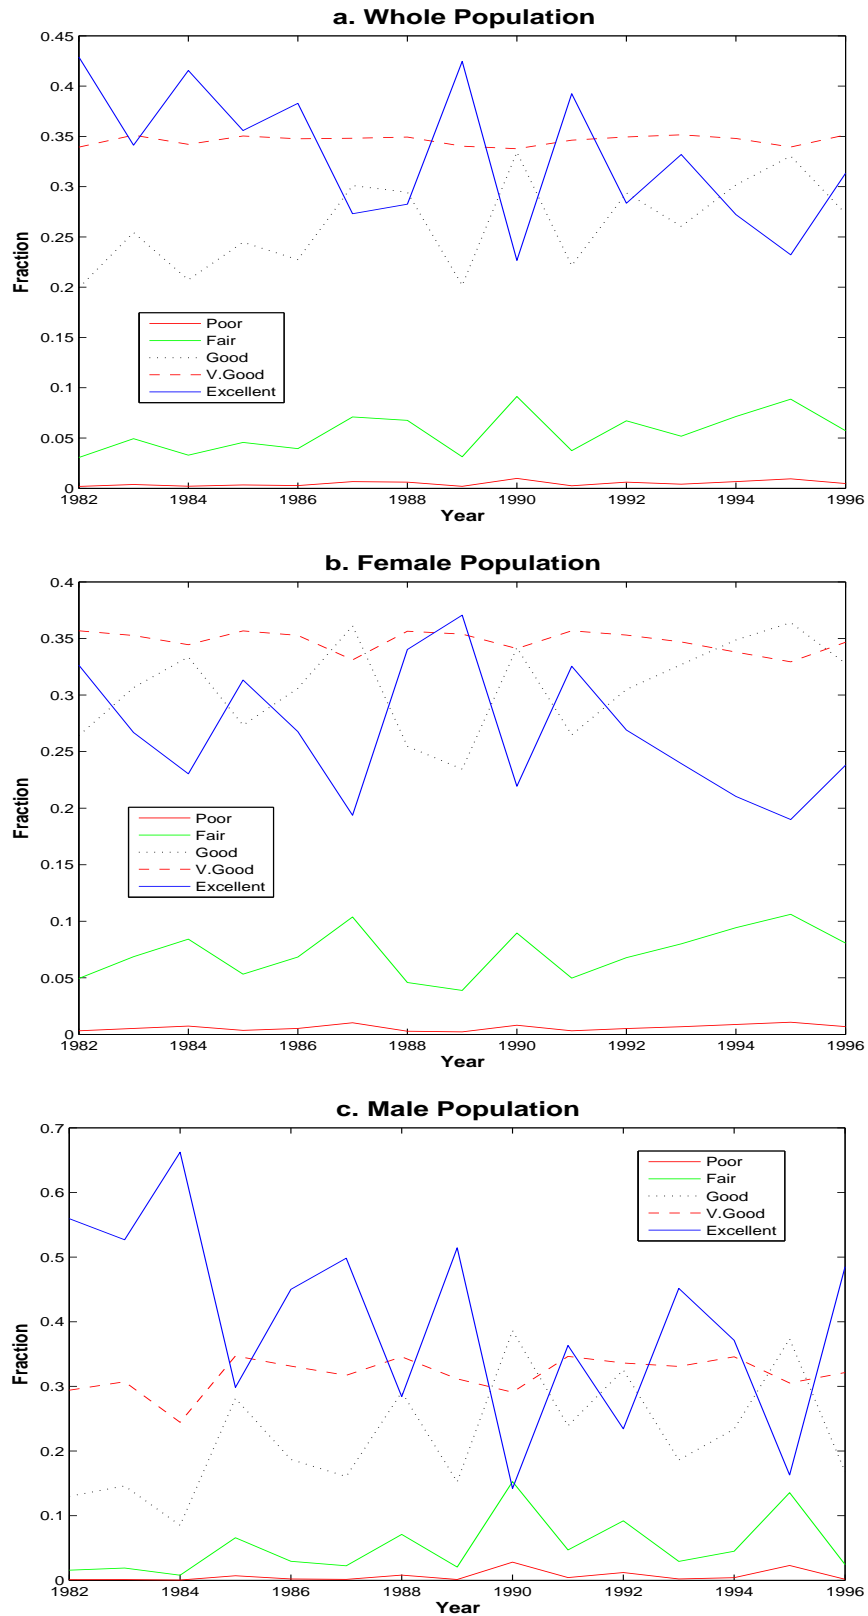 a. Whole Population
0.45
0.4
0.35
0.3
0.25
0.2
0.15
0.1
0.05
0
Fraction
Poor
Fair
Good
V.Good
Excellent
1982 1984 1986 1988 1990 1992 1994 1996
Year
b. Female Population
0.4
0.35
0.3
0.25
0.2
0.15
0.1
0.05
0
Fraction
Poor
Fair
Good
V.Good
Excellent
1982 1984 1986 1988 1990 1992 1994 1996
Year
c. Male Population
0.7
0.6
0.5
0.4
0.3
0.2
0.1
0
Fraction
Poor
Fair
Good
V.Good
Excellent
1982 1984 1986 1988 1990 1992 1994 1996
Year